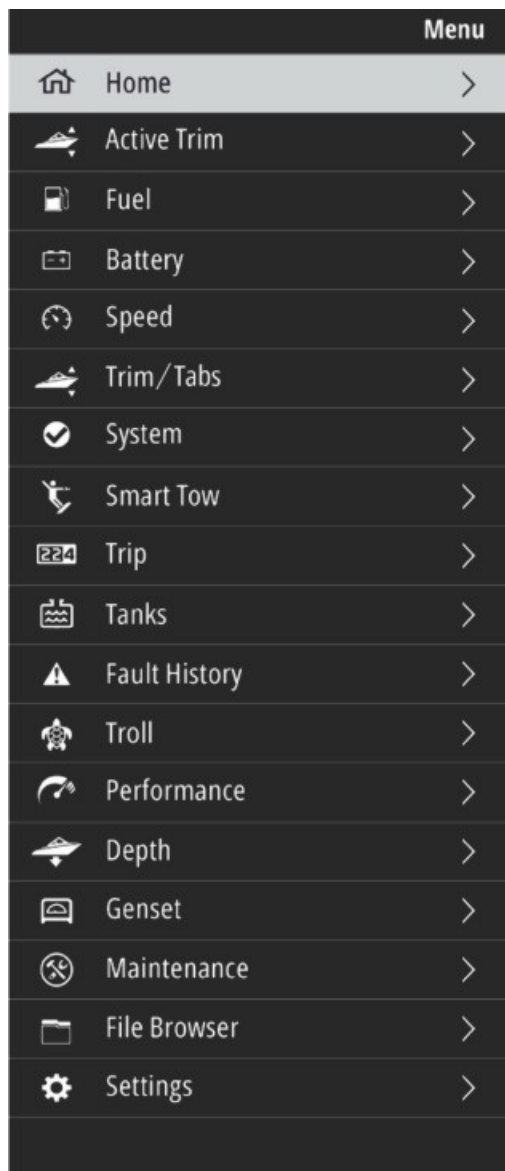 Menu
Home
Active Trim
Fuel
Battery
Speed
Trim/Tabs
System
Smart Tow
224 Trip
Tanks
Fault History
Troll
Performance
Depth
Genset
Maintenance
File Browser
Settings